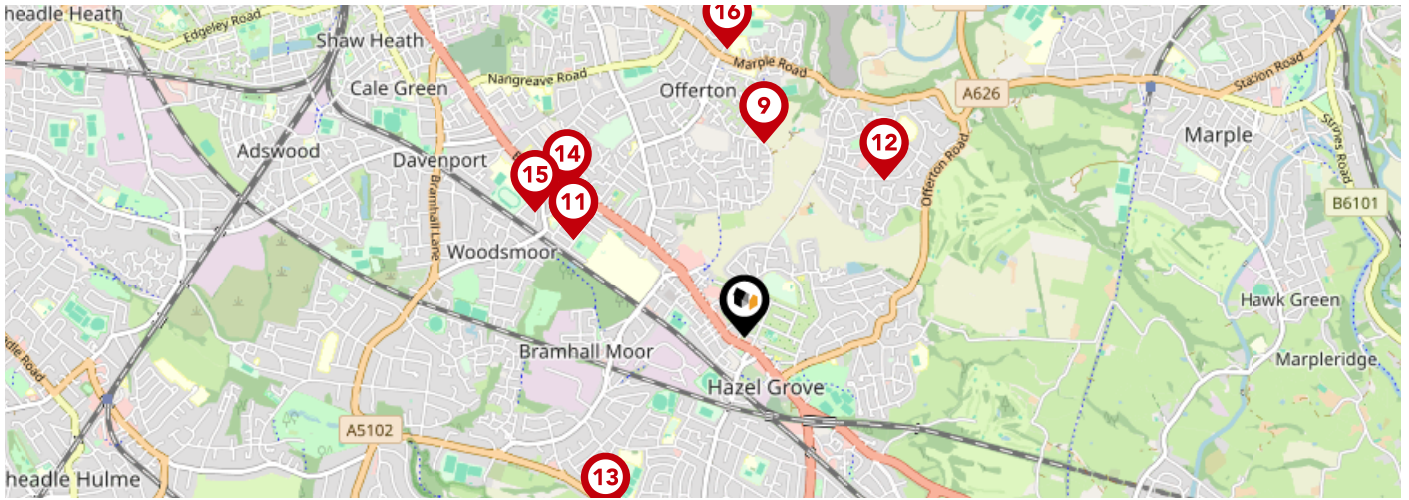 headle Heath
Edgeley Road
Shaw Heath
16
Marple Road
Station Road
Nangreave Road
Cale Green
Offerton
A626
9
Marple
Strines Road
12
Adswood
Davenport
14
15
11
Bramhall Lane
Offerton Road
B6101
Woodsmoor
Hawk Green
dle Road
Bramhall Moor
Marpleridge
Hazel Grove
A5102
13
headle Hulme